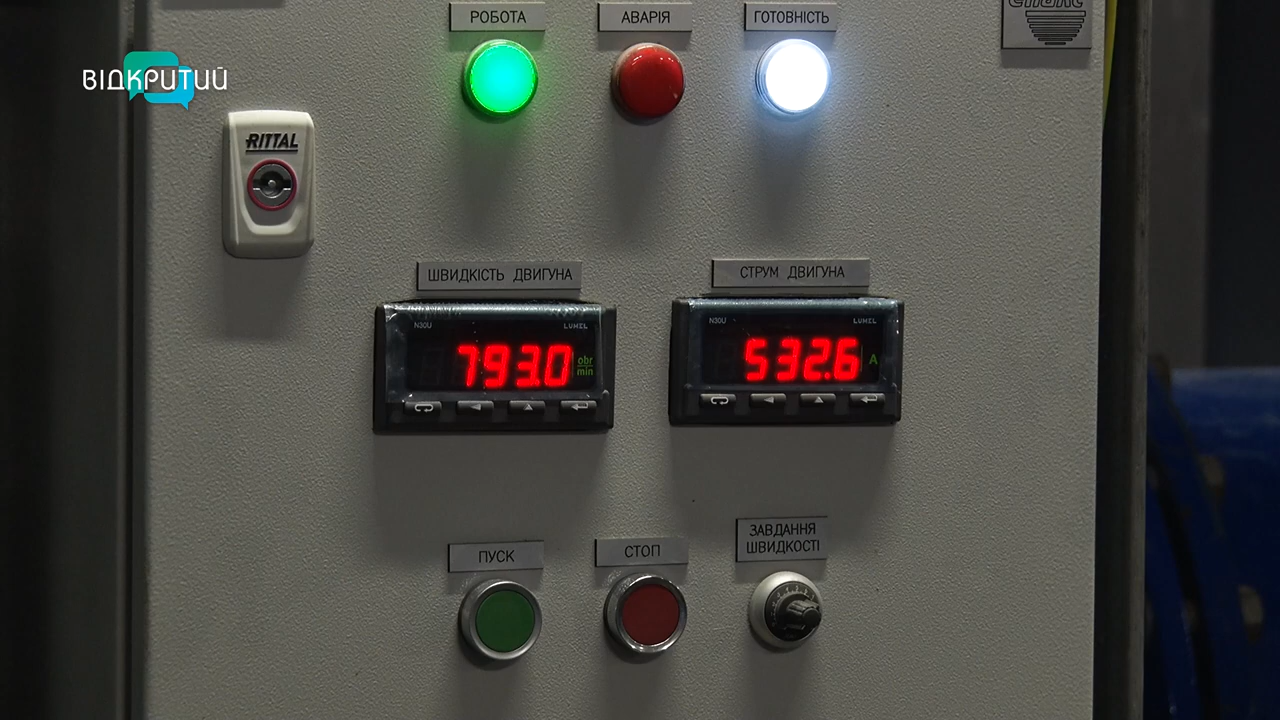 РОБОТА
АВАРІЯ
ГОТОВНІСТЬ
ВІДКРИТИЙ
RITTAL
ШВИДКІСТЬ ДВИГУНА
СТРУМ ДВИГУНА
N30U
LUMEL
N30U
LUMEL
793.0
obr
min
532.6
A
ПУСК
СТОП
ЗАВДАННЯ
ШВИДКОСТІ